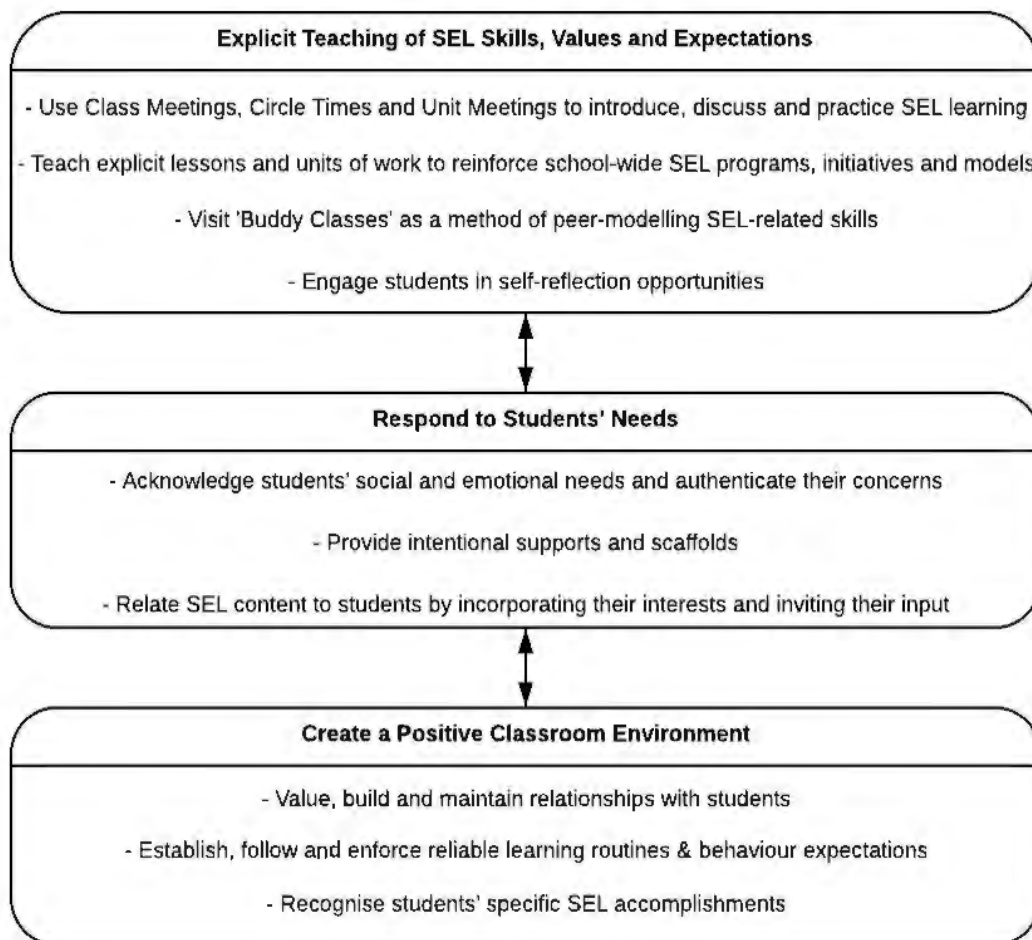 Explicit Teaching of SEL Skills, Values and Expectations
- Use Class Meetings, Circle Times and Unit Meetings to introduce, discuss and practice SEL learning
- Teach explicit lessons and units of work to reinforce school-wide SEL programs, initiatives and models
- Visit 'Buddy Classes' as a method of peer-modelling SEL-related skills
- Engage students in self-reflection opportunities
Respond to Students' Needs
- Acknowledge students' social and emotional needs and authenticate their concerns
- Provide intentional supports and scaffolds
- Relate SEL content to students by incorporating their interests and inviting their input
Create a Positive Classroom Environment
- Value, build and maintain relationships with students
- Establish, follow and enforce reliable learning routines & behaviour expectations
- Recognise students' specific SEL accomplishments